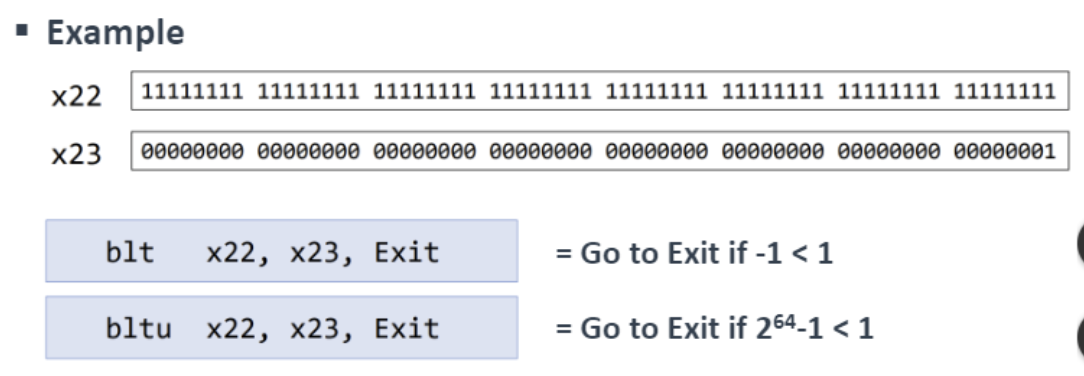 ▪ Example
x22 11111111 11111111 11111111 11111111 11111111 11111111 11111111 11111111
x23 00000000 00000000 00000000 00000000 00000000 00000000 00000000 00000001
blt x22, x23, Exit = Go to Exit if -1 < 1
bltu x22, x23, Exit = Go to Exit if 2⁶⁴-1 < 1